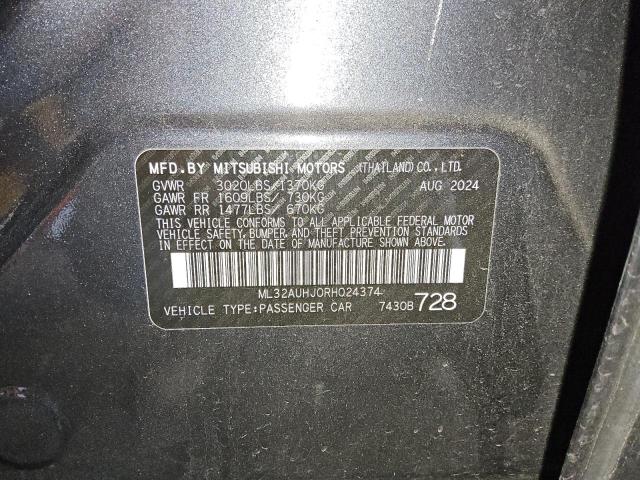 MFD.BY MITSUBISHI MOTORS (THAILAND) CO., LTD.
GVWR 3020LBS/1370KG AUG 2024
GAWR FR 1609LBS/ 730KG
GAWR RR 1477LBS/ 670KG
THIS VEHICLE CONFORMS TO ALL APPLICABLE FEDERAL MOTOR
VEHICLE SAFETY, BUMPER, AND THEFT PREVENTION STANDARDS
IN EFFECT ON THE DATE OF MANUFACTURE SHOWN ABOVE.
ML32AUHJ0RH024374
VEHICLE TYPE:PASSENGER CAR 7430B 728